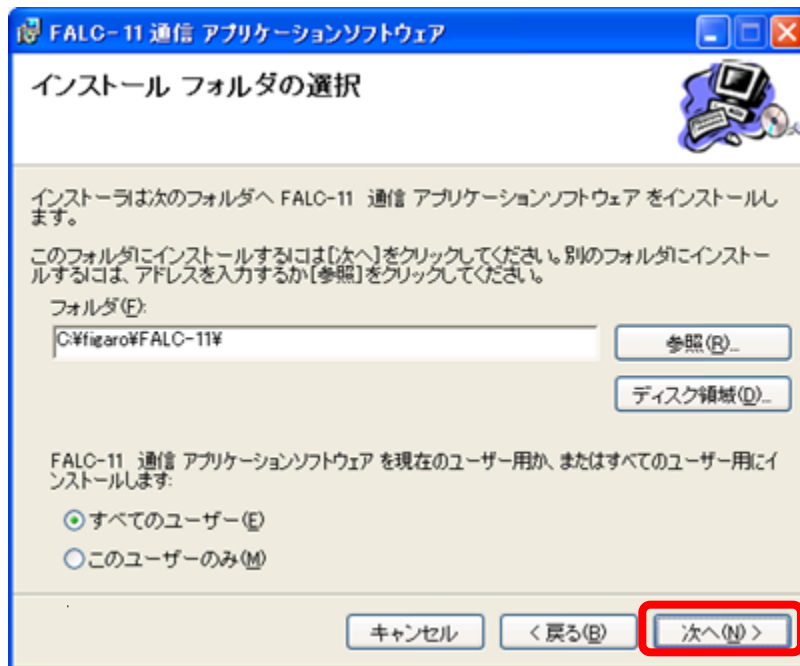 FALC-11 通信 アプリケーションソフトウェア
インストール フォルダの選択
インストーラは次のフォルダへ FALC-11 通信 アプリケーションソフトウェア をインストールし
ます。
このフォルダにインストールするには[次へ]をクリックしてください。別のフォルダにインストー
ルするには、アドレスを入力するか[参照]をクリックしてください。
フォルダ(F):
C:¥figaro¥FALC-11¥
参照(R)...
ディスク領域(D)...
FALC-11 通信 アプリケーションソフトウェア を現在のユーザー用か、またはすべてのユーザー用にイ
ンストールします:
すべてのユーザー(E)
このユーザーのみ(M)
キャンセル
< 戻る(B)
次へ(N) >